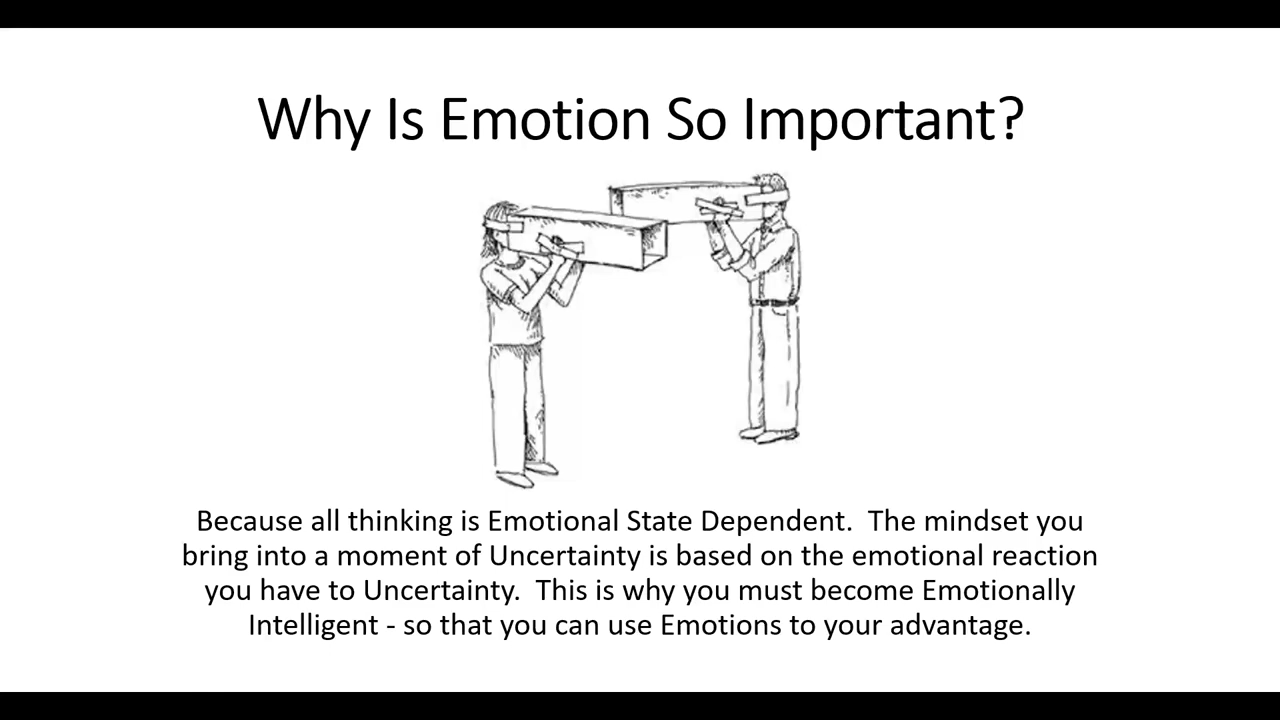 Why Is Emotion So Important?
Because all thinking is Emotional State Dependent.  The mindset you
bring into a moment of Uncertainty is based on the emotional reaction
you have to Uncertainty.  This is why you must become Emotionally
Intelligent - so that you can use Emotions to your advantage.